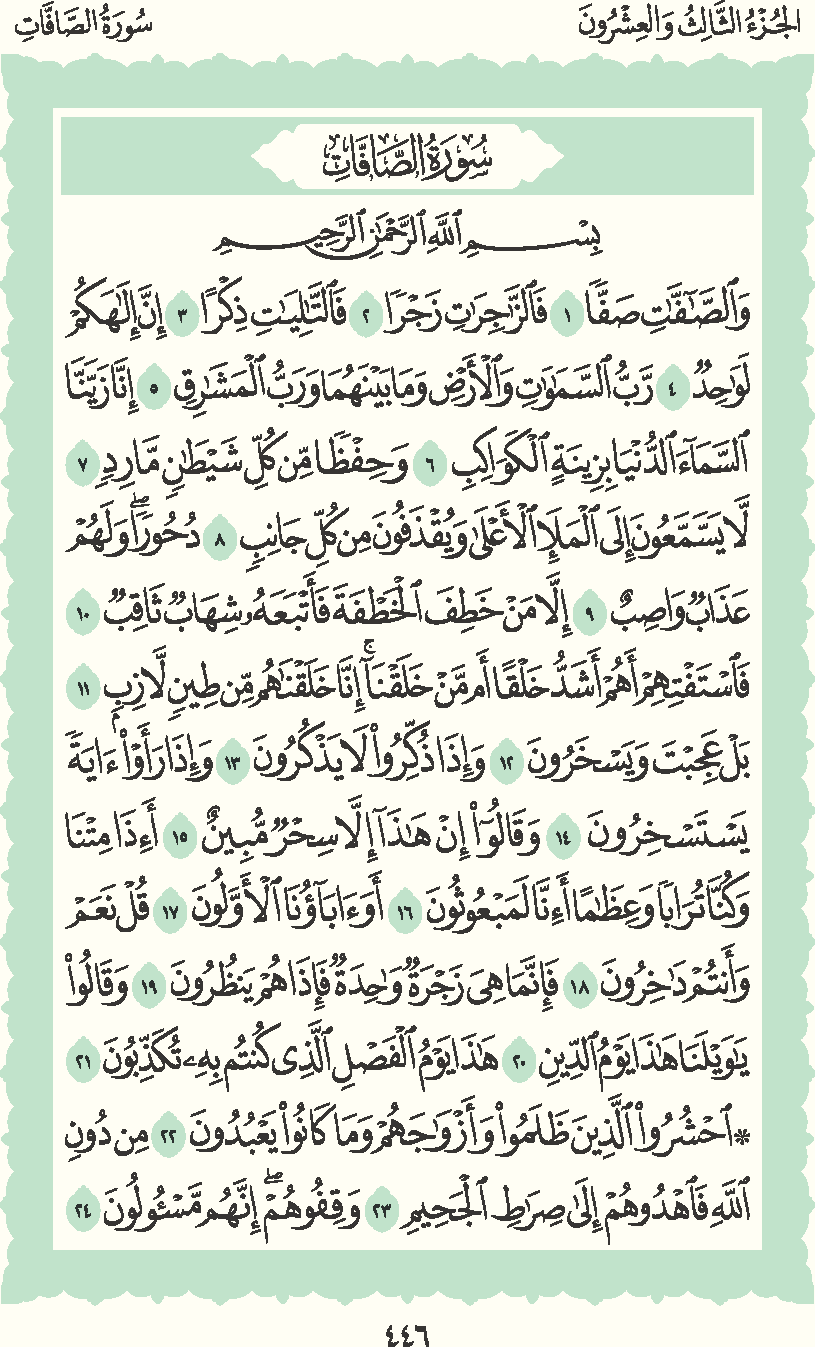 الجُزْءُ الثَّالِثُ وَالعِشْرُونَ
سُورَةُ الصَّافَّاتِ
سُورَةُ الصَّافَّاتِ
بِسْمِ ٱللَّهِ ٱلرَّحْمَٰنِ ٱلرَّحِيمِ
وَٱلصَّٰٓفَّٰتِ صَفًّا ١ فَٱلزَّٰجِرَٰتِ زَجْرًا ٢ فَٱلتَّٰلِيَٰتِ ذِكْرًا ٣ إِنَّ إِلَٰهَكُمْ
لَوَٰحِدٌ ٤ رَّبُّ ٱلسَّمَٰوَٰتِ وَٱلْأَرْضِ وَمَا بَيْنَهُمَا وَرَبُّ ٱلْمَشَٰرِقِ ٥ إِنَّا زَيَّنَّا
ٱلسَّمَآءَ ٱلدُّنْيَا بِزِينَةٍ ٱلْكَوَاكِبِ ٦ وَحِفْظًا مِّن كُلِّ شَيْطَٰنٍ مَّارِدٍ ٧
لَّا يَسَّمَّعُونَ إِلَى ٱلْمَلَإِ ٱلْأَعْلَىٰ وَيُقْذَفُونَ مِن كُلِّ جَانِبٍ ٨ دُحُورًا ۖ وَلَهُمْ
عَذَابٌ وَاصِبٌ ٩ إِلَّا مَنْ خَطِفَ ٱلْخَطْفَةَ فَأَتْبَعَهُۥ شِهَابٌ ثَاقِبٌ ١٠
فَٱسْتَفْتِهِمْ أَهُمْ أَشَدُّ خَلْقًا أَم مَّنْ خَلَقْنَآ ۚ إِنَّا خَلَقْنَٰهُم مِّن طِينٍ لَّازِبٍۭ ١١
بَلْ عَجِبْتَ وَيَسْخَرُونَ ١٢ وَإِذَا ذُكِّرُوا۟ لَا يَذْكُرُونَ ١٣ وَإِذَا رَأَوْا۟ ءَايَةً
يَسْتَسْخِرُونَ ١٤ وَقَالُوٓا۟ إِنْ هَٰذَآ إِلَّا سِحْرٌ مُّبِينٌ ١٥ أَءِذَا مِتْنَا
وَكُنَّا تُرَابًا وَعِظَٰمًا أَءِنَّا لَمَبْعُوثُونَ ١٦ أَوَءَابَآؤُنَا ٱلْأَوَّلُونَ ١٧ قُلْ نَعَمْ
وَأَنتُمْ دَٰخِرُونَ ١٨ فَإِنَّمَا هِىَ زَجْرَةٌ وَٰحِدَةٌ فَإِذَا هُمْ يَنظُرُونَ ١٩ وَقَالُوا۟
يَٰوَيْلَنَا هَٰذَا يَوْمُ ٱلدِّينِ ٢٠ هَٰذَا يَوْمُ ٱلْفَصْلِ ٱلَّذِى كُنتُم بِهِۦ تُكَذِّبُونَ ٢١
۞ ٱحْشُرُوا۟ ٱلَّذِينَ ظَلَمُوا۟ وَأَزْوَٰجَهُمْ وَمَا كَانُوا۟ يَعْبُدُونَ ٢٢ مِن دُونِ
ٱللَّهِ فَٱهْدُوهُمْ إِلَىٰ صِرَٰطِ ٱلْجَحِيمِ ٢٣ وَقِفُوهُمْ ۖ إِنَّهُم مَّسْـُٔولُونَ ٢٤
٤٤٦